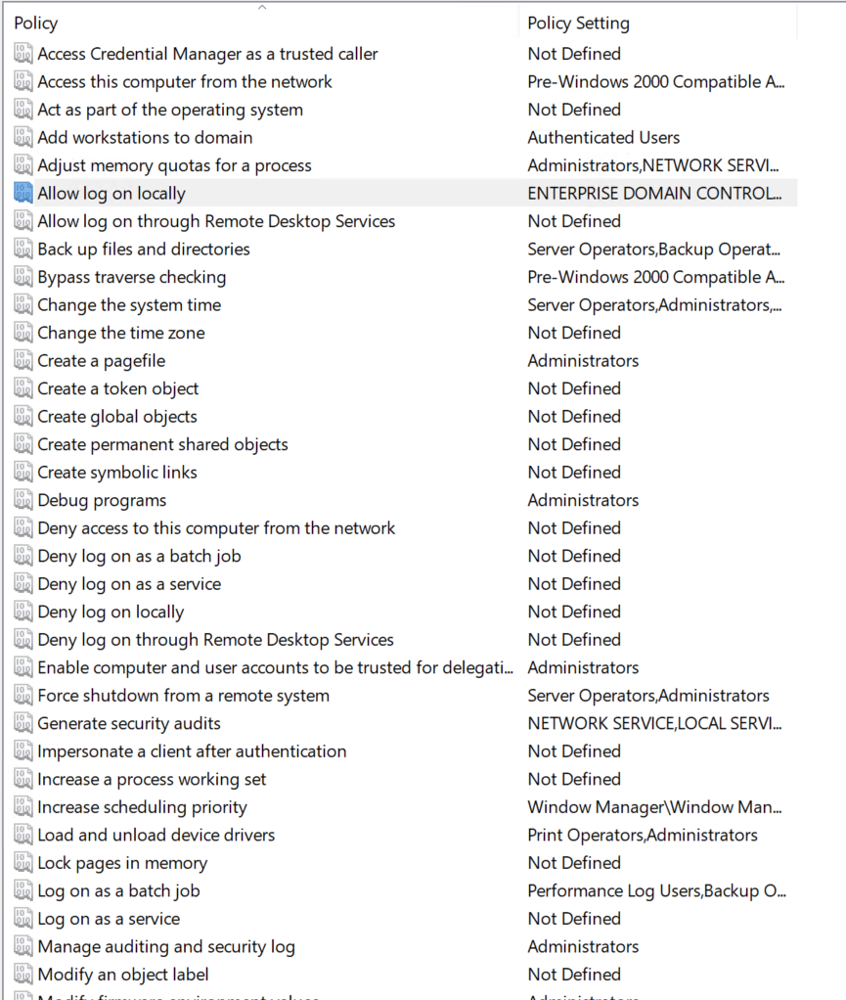 Policy Policy Setting
Access Credential Manager as a trusted caller Not Defined
Access this computer from the network Pre-Windows 2000 Compatible A...
Act as part of the operating system Not Defined
Add workstations to domain Authenticated Users
Adjust memory quotas for a process Administrators,NETWORK SERVI...
Allow log on locally ENTERPRISE DOMAIN CONTROL...
Allow log on through Remote Desktop Services Not Defined
Back up files and directories Server Operators,Backup Operat...
Bypass traverse checking Pre-Windows 2000 Compatible A...
Change the system time Server Operators,Administrators,...
Change the time zone Not Defined
Create a pagefile Administrators
Create a token object Not Defined
Create global objects Not Defined
Create permanent shared objects Not Defined
Create symbolic links Not Defined
Debug programs Administrators
Deny access to this computer from the network Not Defined
Deny log on as a batch job Not Defined
Deny log on as a service Not Defined
Deny log on locally Not Defined
Deny log on through Remote Desktop Services Not Defined
Enable computer and user accounts to be trusted for delegati... Administrators
Force shutdown from a remote system Server Operators,Administrators
Generate security audits NETWORK SERVICE,LOCAL SERVI...
Impersonate a client after authentication Not Defined
Increase a process working set Not Defined
Increase scheduling priority Window Manager\Window Man...
Load and unload device drivers Print Operators,Administrators
Lock pages in memory Not Defined
Log on as a batch job Performance Log Users,Backup O...
Log on as a service Not Defined
Manage auditing and security log Administrators
Modify an object label Not Defined
Modify firmware environment values Administrators